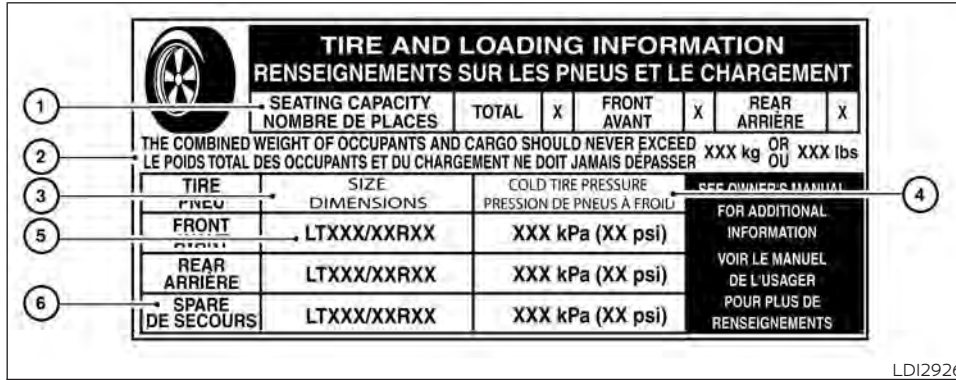 TIRE AND LOADING INFORMATION
RENSEIGNEMENTS SUR LES PNEUS ET LE CHARGEMENT
1
SEATING CAPACITY
NOMBRE DE PLACES
TOTAL
X
FRONT
AVANT
X
REAR
ARRIÈRE
X
2
THE COMBINED WEIGHT OF OCCUPANTS AND CARGO SHOULD NEVER EXCEED
LE POIDS TOTAL DES OCCUPANTS ET DU CHARGEMENT NE DOIT JAMAIS DÉPASSER
XXX kg OR OU XXX lbs
3
TIRE
PNEU
SIZE
DIMENSIONS
COLD TIRE PRESSURE
PRESSION DE PNEUS À FROID
4
SEE OWNER'S MANUAL
FOR ADDITIONAL
INFORMATION
VOIR LE MANUEL
DE L'USAGER
POUR PLUS DE
RENSEIGNEMENTS
5
FRONT
LTXXX/XXRXX
XXX kPa (XX psi)
REAR
ARRIÈRE
LTXXX/XXRXX
XXX kPa (XX psi)
6
SPARE
DE SECOURS
LTXXX/XXRXX
XXX kPa (XX psi)